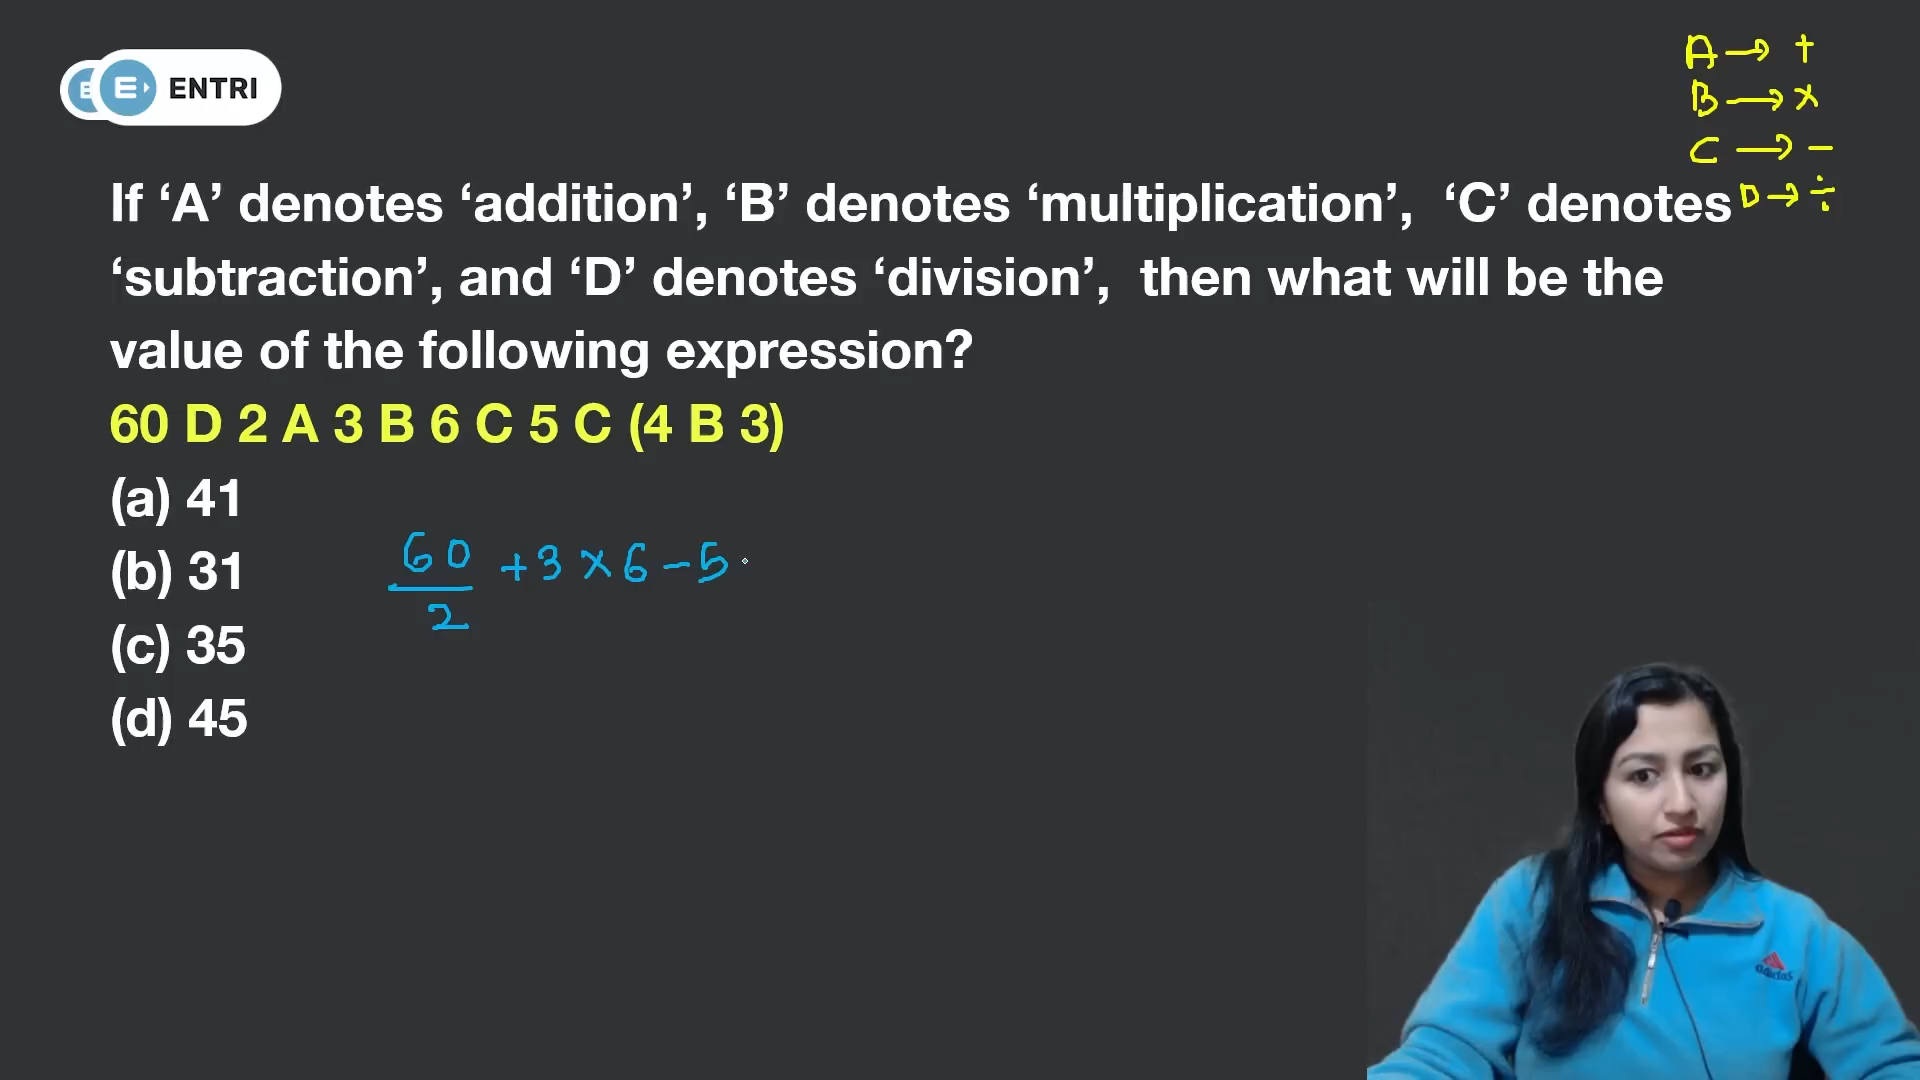 ENTRI
A → +
B → ×
C → −
D → ÷
If ‘A’ denotes ‘addition’, ‘B’ denotes ‘multiplication’, ‘C’ denotes
‘subtraction’, and ‘D’ denotes ‘division’, then what will be the
value of the following expression?
60 D 2 A 3 B 6 C 5 C (4 B 3)
(a) 41
(b) 31
(c) 35
(d) 45
60 + 3 × 6 − 5
2
adidas